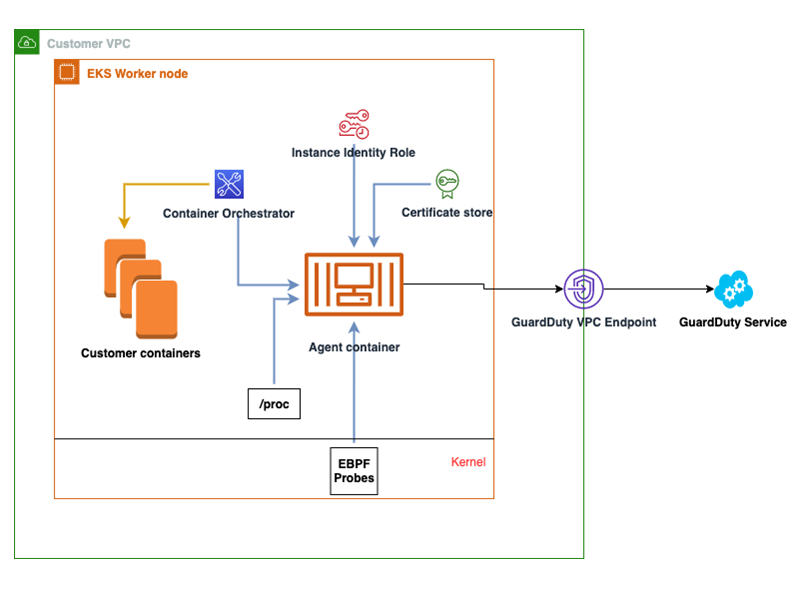 Customer VPC
EKS Worker node
Instance Identity Role
Container Orchestrator
Certificate store
Customer containers
Agent container
/proc
EBPF
Probes
Kernel
GuardDuty VPC Endpoint
GuardDuty Service